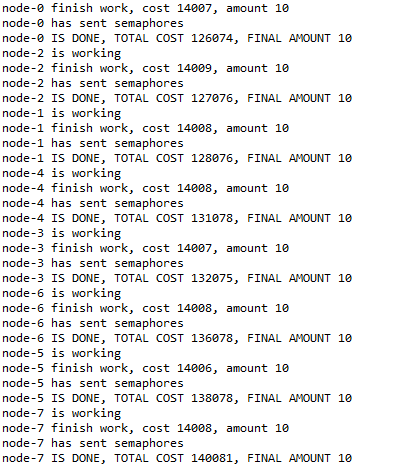 node-0 finish work, cost 14007, amount 10
node-0 has sent semaphores
node-0 IS DONE, TOTAL COST 126074, FINAL AMOUNT 10
node-2 is working
node-2 finish work, cost 14009, amount 10
node-2 has sent semaphores
node-2 IS DONE, TOTAL COST 127076, FINAL AMOUNT 10
node-1 is working
node-1 finish work, cost 14008, amount 10
node-1 has sent semaphores
node-1 IS DONE, TOTAL COST 128076, FINAL AMOUNT 10
node-4 is working
node-4 finish work, cost 14008, amount 10
node-4 has sent semaphores
node-4 IS DONE, TOTAL COST 131078, FINAL AMOUNT 10
node-3 is working
node-3 finish work, cost 14007, amount 10
node-3 has sent semaphores
node-3 IS DONE, TOTAL COST 132075, FINAL AMOUNT 10
node-6 is working
node-6 finish work, cost 14008, amount 10
node-6 has sent semaphores
node-6 IS DONE, TOTAL COST 136078, FINAL AMOUNT 10
node-5 is working
node-5 finish work, cost 14006, amount 10
node-5 has sent semaphores
node-5 IS DONE, TOTAL COST 138078, FINAL AMOUNT 10
node-7 is working
node-7 finish work, cost 14008, amount 10
node-7 has sent semaphores
node-7 IS DONE, TOTAL COST 140081, FINAL AMOUNT 10